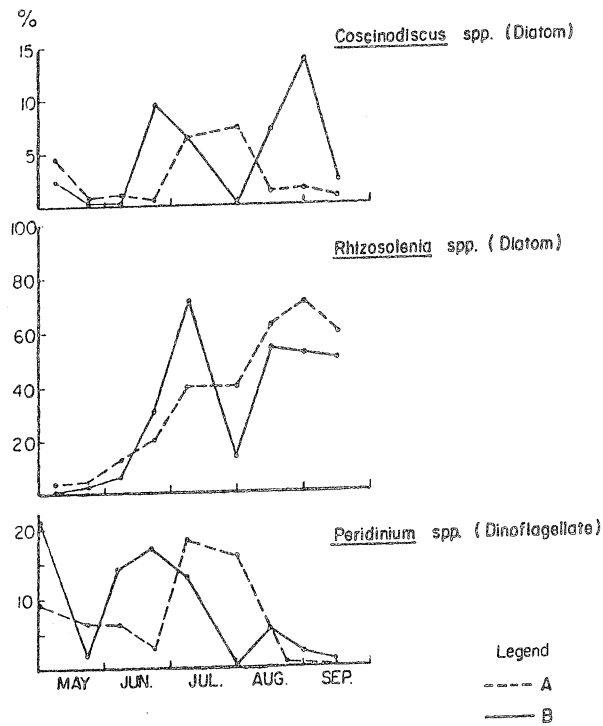 %
Coscinodiscus spp. (Diatom)
15
10
5
100
Rhizosolenia spp. (Diatom)
80
60
40
20
Peridinium spp. (Dinoflagellate)
20
10
Legend
MAY JUN. JUL. AUG. SEP.
A
B